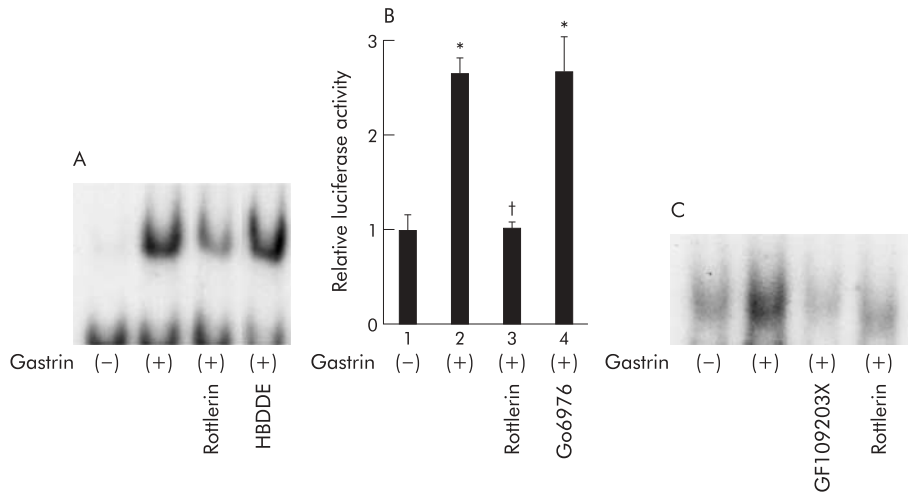 A
Gastrin (−) (+) (+) (+)
Rottlerin
HBDDE
B
Relative luciferase activity
3
2
1
0
*
†
*
1 2 3 4
Gastrin (−) (+) (+) (+)
Rottlerin
Go6976
C
Gastrin (−) (+) (+) (+)
GF109203X
Rottlerin